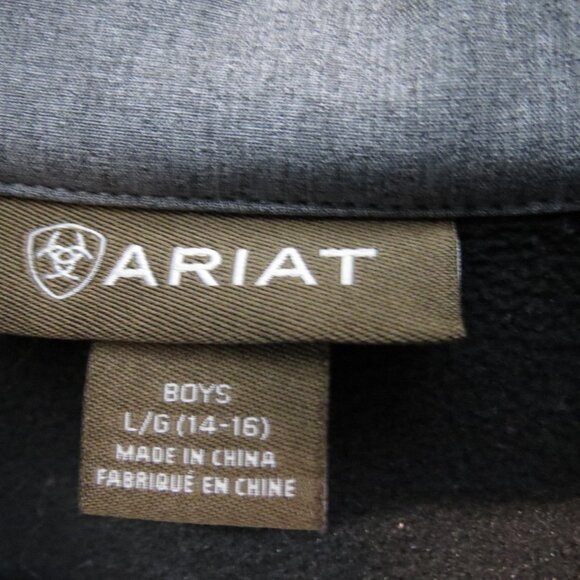 ARIAT
BOYS
L/G (14-16)
MADE IN CHINA
FABRIQUÉ EN CHINE